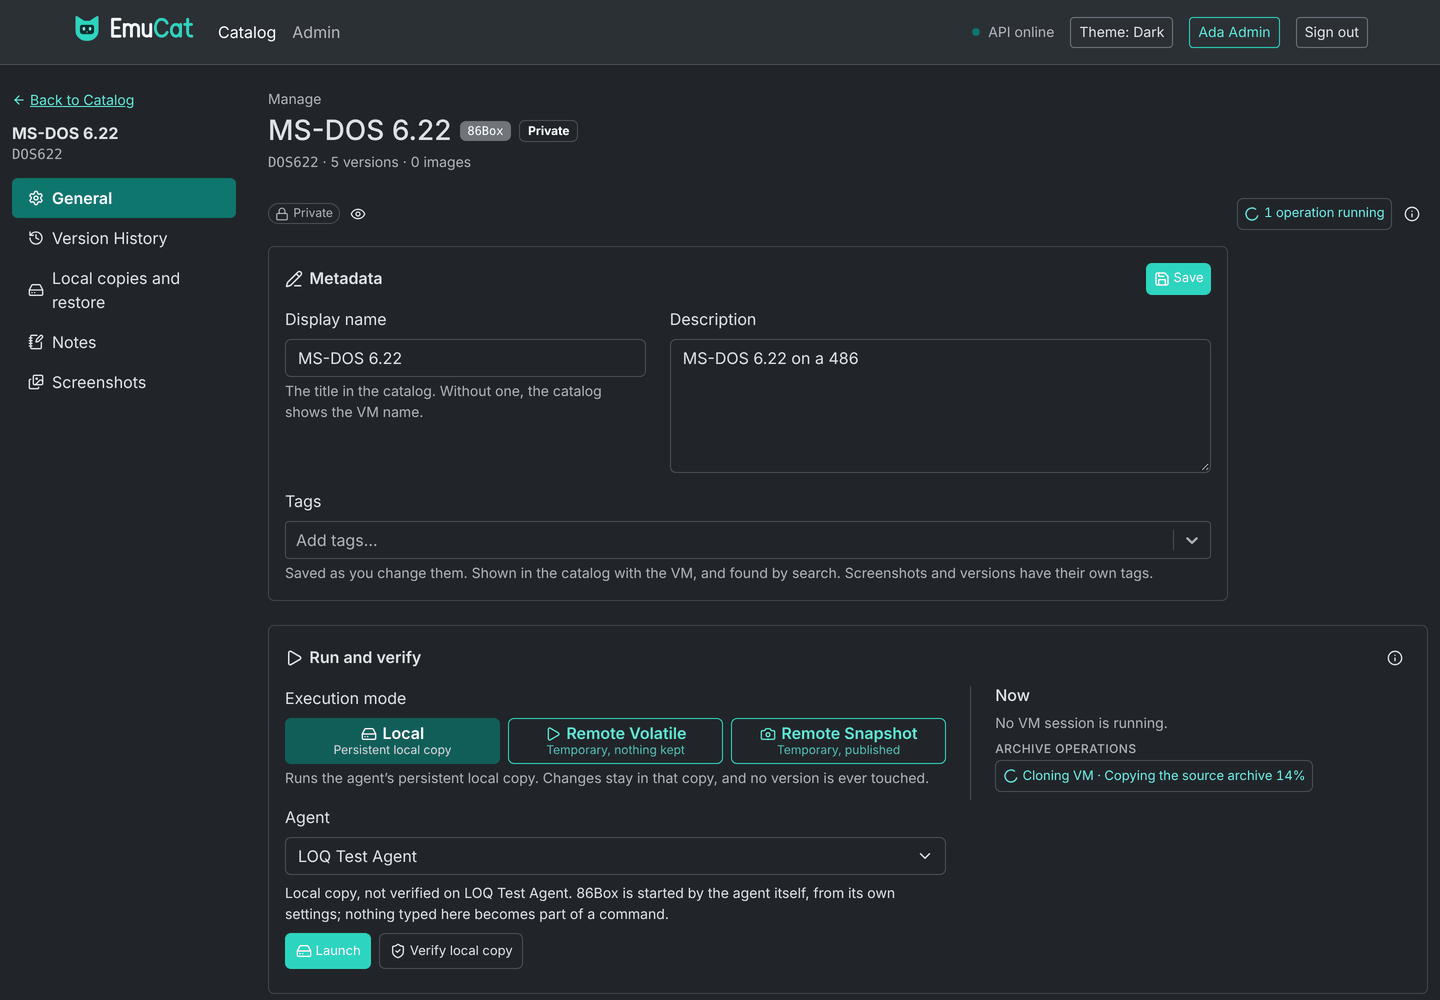 EmuCat
Catalog
Admin
API online
Theme: Dark
Ada Admin
Sign out
Back to Catalog
MS-DOS 6.22
DOS622
General
Version History
Local copies and
restore
Notes
Screenshots
Manage
MS-DOS 6.22
86Box
Private
DOS622 · 5 versions · 0 images
Private
1 operation running
Metadata
Save
Display name
MS-DOS 6.22
The title in the catalog. Without one, the catalog
shows the VM name.
Description
MS-DOS 6.22 on a 486
Tags
Add tags...
Saved as you change them. Shown in the catalog with the VM, and found by search. Screenshots and versions have their own tags.
Run and verify
Execution mode
Local
Persistent local copy
Remote Volatile
Temporary, nothing kept
Remote Snapshot
Temporary, published
Runs the agent's persistent local copy. Changes stay in that copy, and no version is ever touched.
Agent
LOQ Test Agent
Local copy, not verified on LOQ Test Agent. 86Box is started by the agent itself, from its own
settings; nothing typed here becomes part of a command.
Launch
Verify local copy
Now
No VM session is running.
ARCHIVE OPERATIONS
Cloning VM · Copying the source archive 14%